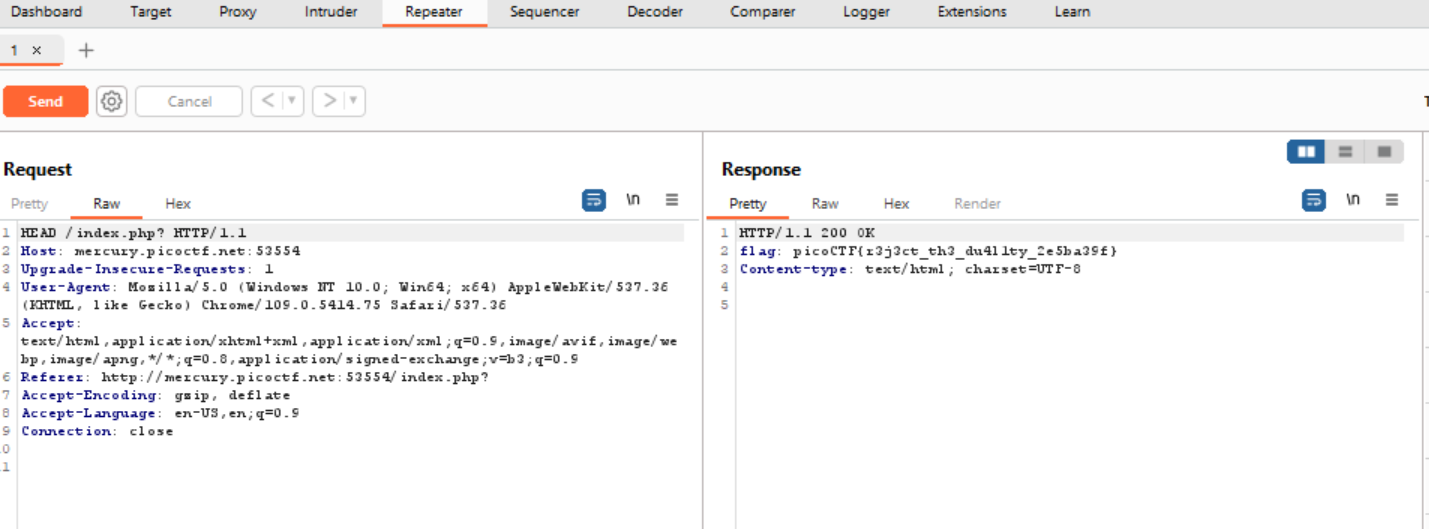 Dashboard Target Proxy Intruder Repeater Sequencer Decoder Comparer Logger Extensions Learn
1 × +
Send Cancel < ▼ > ▼
Request
Pretty Raw Hex \n
1 HEAD /index.php? HTTP/1.1
2 Host: mercury.picoctf.net:53554
3 Upgrade-Insecure-Requests: 1
4 User-Agent: Mozilla/5.0 (Windows NT 10.0; Win64; x64) AppleWebKit/537.36
(KHTML, like Gecko) Chrome/109.0.5414.75 Safari/537.36
5 Accept:
text/html,application/xhtml+xml,application/xml;q=0.9,image/avif,image/we
bp,image/apng,*/*;q=0.8,application/signed-exchange;v=b3;q=0.9
6 Referer: http://mercury.picoctf.net:53554/index.php?
7 Accept-Encoding: gzip, deflate
8 Accept-Language: en-US,en;q=0.9
9 Connection: close
0
1
Response
Pretty Raw Hex Render \n
1 HTTP/1.1 200 OK
2 flag: picoCTF{r3j3ct_th3_du4l1ty_2e5ba39f}
3 Content-type: text/html; charset=UTF-8
4
5